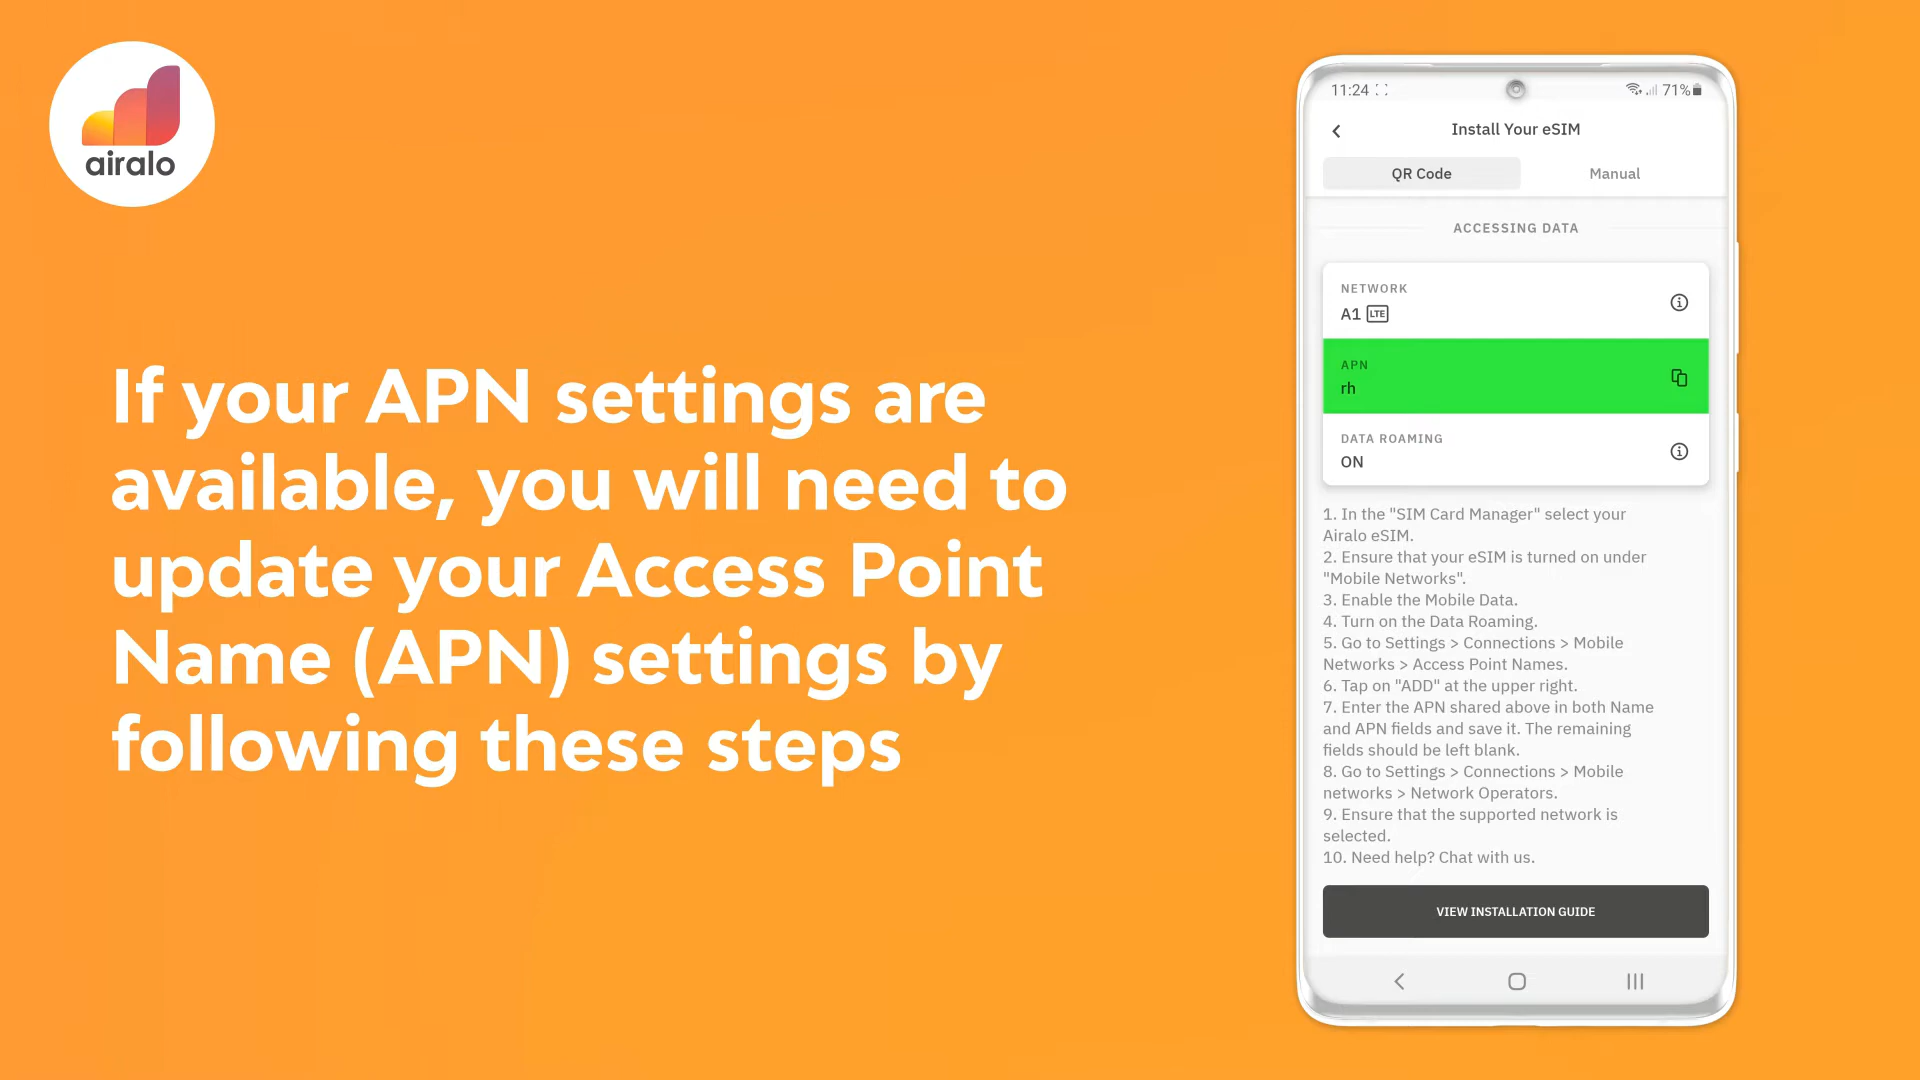 airalo
If your APN settings are
available, you will need to
update your Access Point
Name (APN) settings by
following these steps
11:24
71%
Install Your eSIM
QR Code
Manual
ACCESSING DATA
NETWORK
A1 LTE
APN
rh
DATA ROAMING
ON
1. In the "SIM Card Manager" select your
Airalo eSIM.
2. Ensure that your eSIM is turned on under
"Mobile Networks".
3. Enable the Mobile Data.
4. Turn on the Data Roaming.
5. Go to Settings > Connections > Mobile
Networks > Access Point Names.
6. Tap on "ADD" at the upper right.
7. Enter the APN shared above in both Name
and APN fields and save it. The remaining
fields should be left blank.
8. Go to Settings > Connections > Mobile
networks > Network Operators.
9. Ensure that the supported network is
selected.
10. Need help? Chat with us.
VIEW INSTALLATION GUIDE